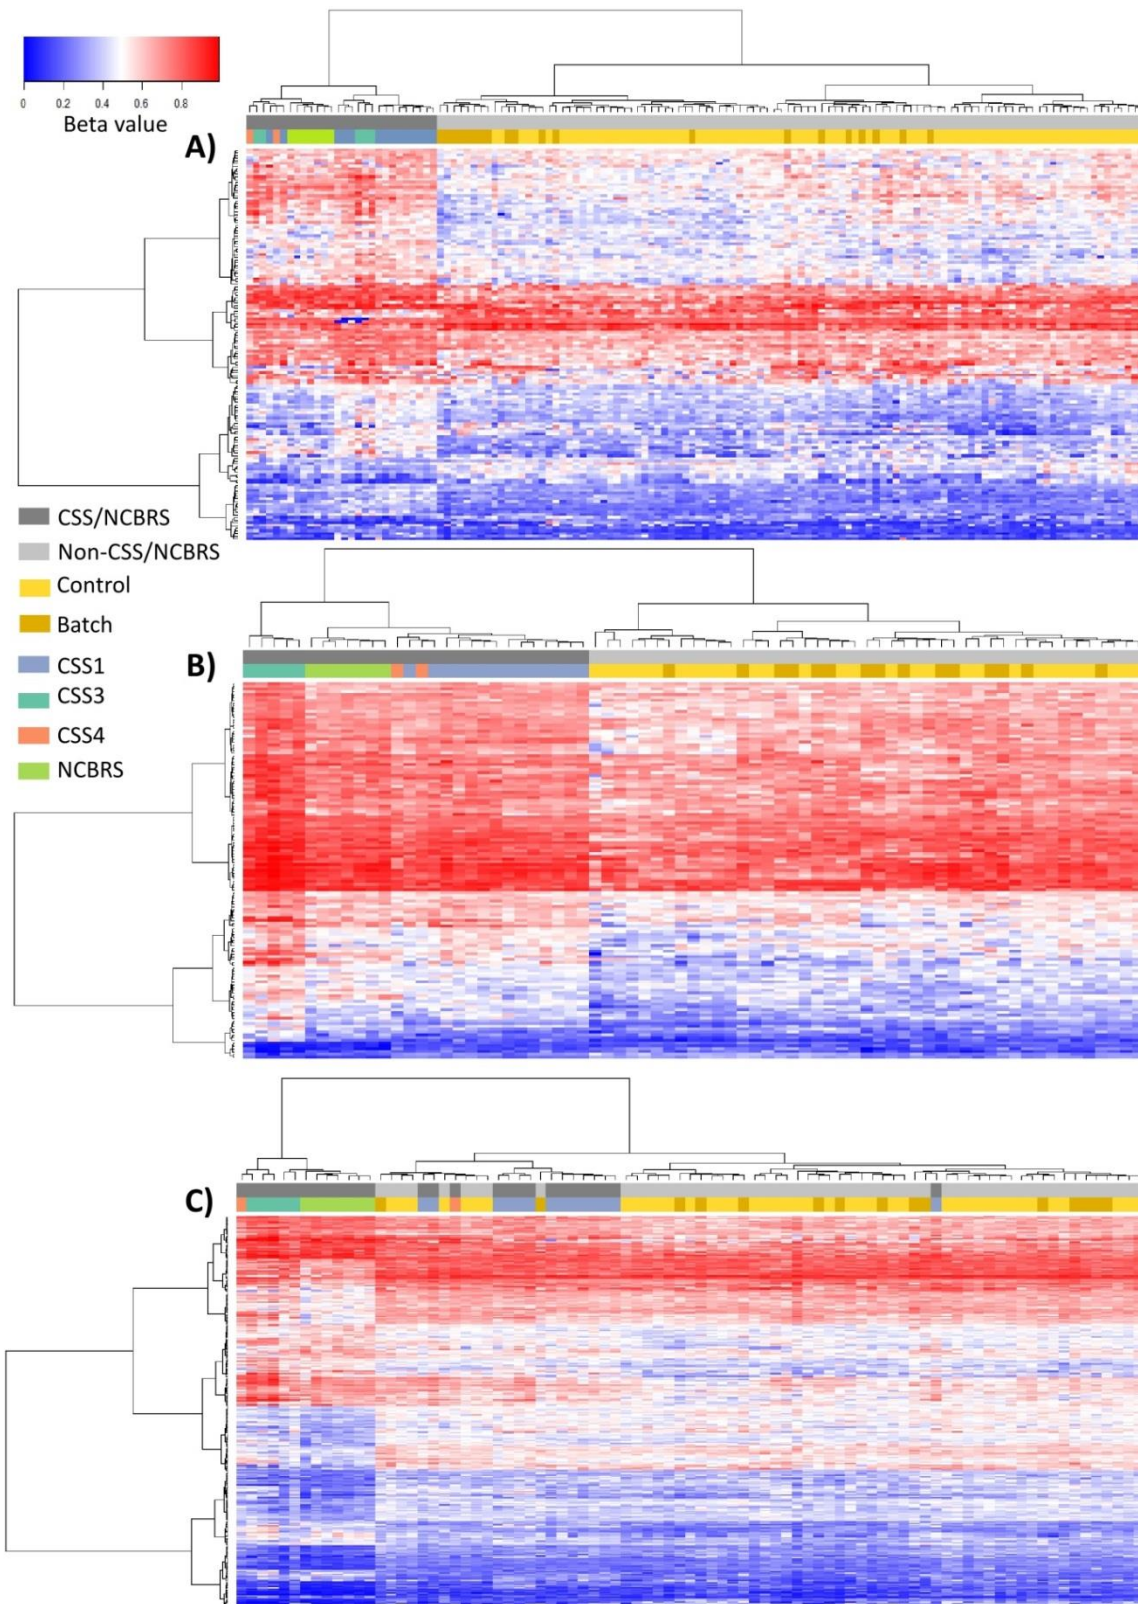 0 0.2 0.4 0.6 0.8
Beta value
A)
CSS/NCBRS
Non-CSS/NCBRS
Control
Batch
CSS1
CSS3
CSS4
NCBRS
B)
C)